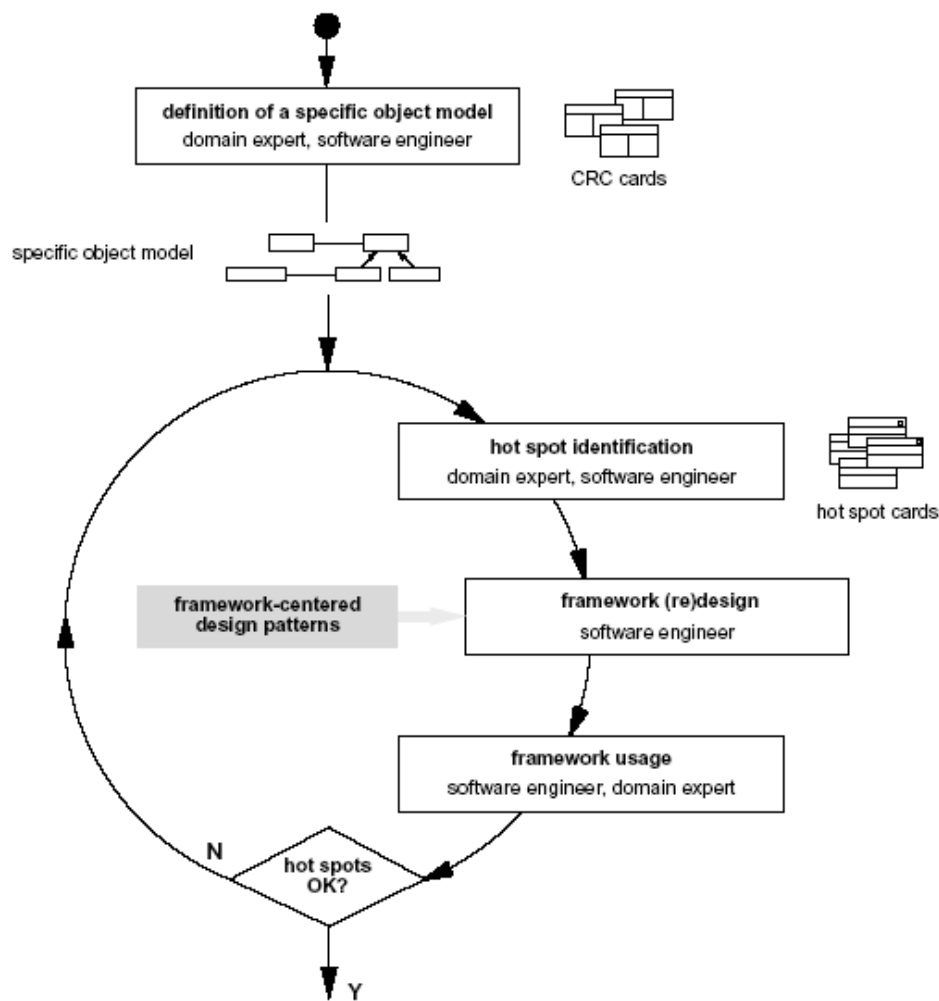 definition of a specific object model
domain expert, software engineer
CRC cards
specific object model
hot spot identification
domain expert, software engineer
hot spot cards
framework-centered
design patterns
framework (re)design
software engineer
framework usage
software engineer, domain expert
N
hot spots
OK?
Y